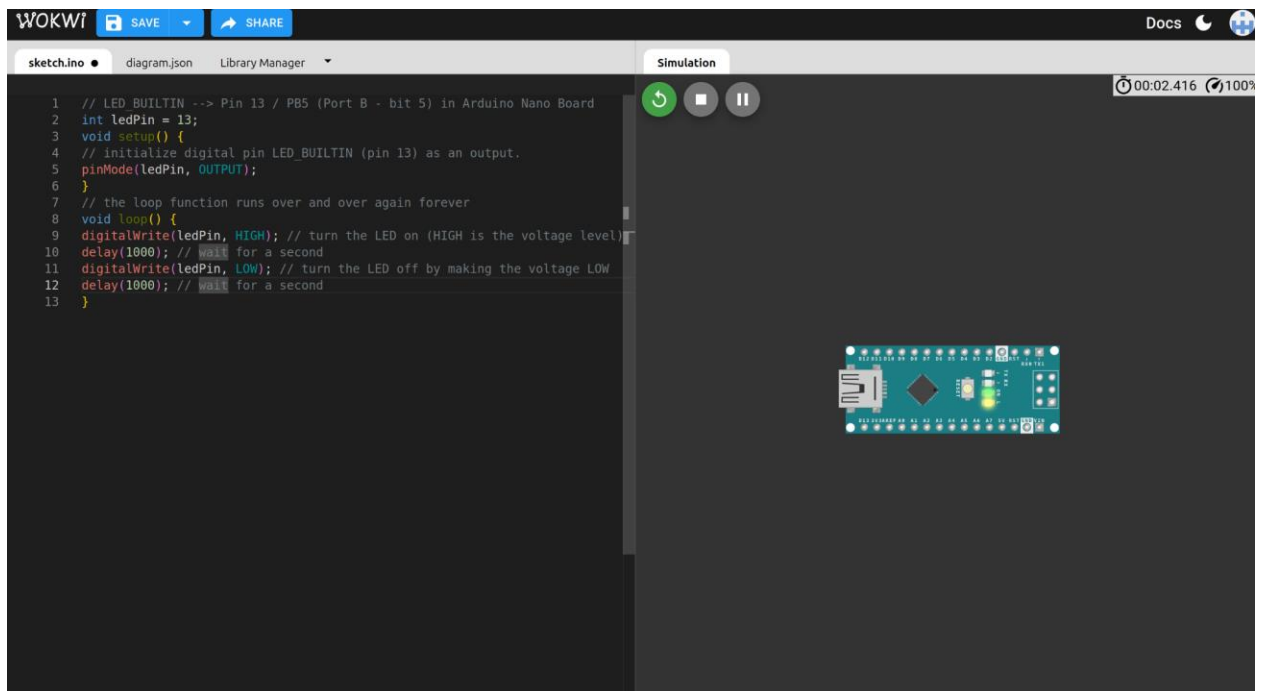 WOKWi SAVE SHARE Docs
sketch.ino ● diagram.json Library Manager Simulation
00:02.416 100%
1 // LED_BUILTIN --> Pin 13 / PB5 (Port B - bit 5) in Arduino Nano Board
2 int ledPin = 13;
3 void setup() {
4 // initialize digital pin LED_BUILTIN (pin 13) as an output.
5 pinMode(ledPin, OUTPUT);
6 }
7 // the loop function runs over and over again forever
8 void loop() {
9 digitalWrite(ledPin, HIGH); // turn the LED on (HIGH is the voltage level)
10 delay(1000); // wait for a second
11 digitalWrite(ledPin, LOW); // turn the LED off by making the voltage LOW
12 delay(1000); // wait for a second
13 }
RESET